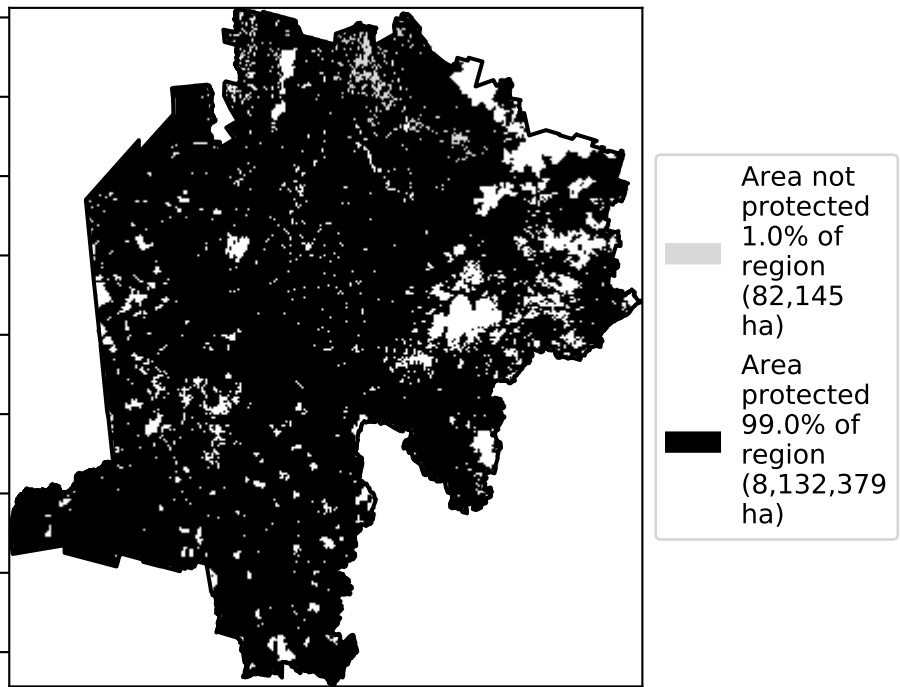 Area not
protected
1.0% of
region
(82,145
ha)
Area
protected
99.0% of
region
(8,132,379
ha)